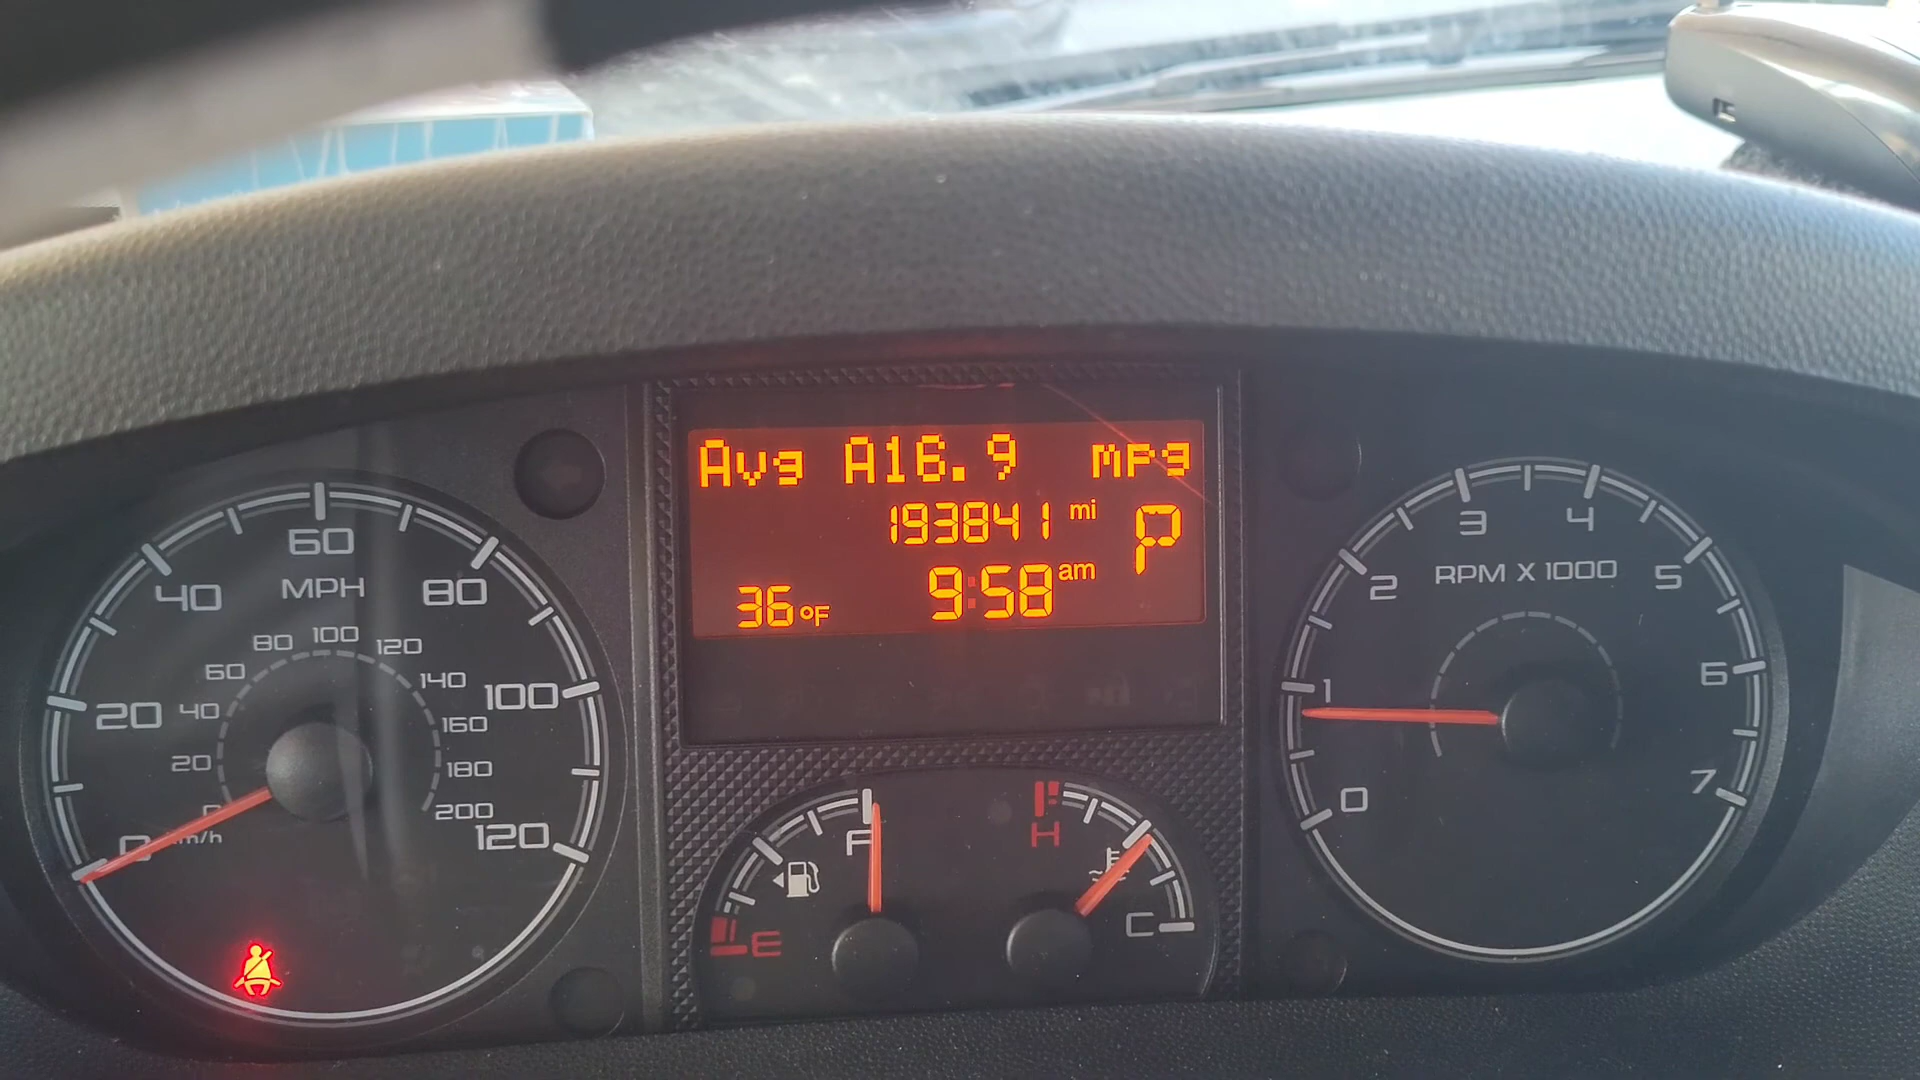 Avg A16.9 mpg
193841 mi
P
36°F 9:58 am
60
40 MPH 80
80 100 120
60 140
20 40 160 100
20 180
0 200
0 km/h 120
3 4
2 RPM X 1000 5
1 6
0 7
F H
E C